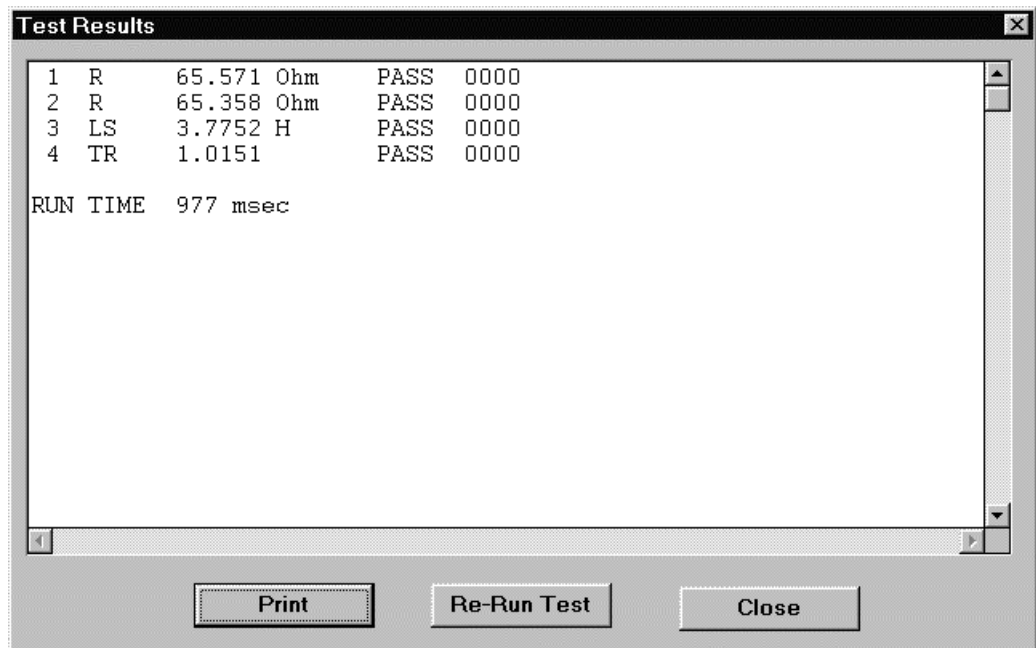 Test Results
1 R 65.571 Ohm PASS 0000
2 R 65.358 Ohm PASS 0000
3 LS 3.7752 H PASS 0000
4 TR 1.0151 PASS 0000
RUN TIME 977 msec
Print Re-Run Test Close